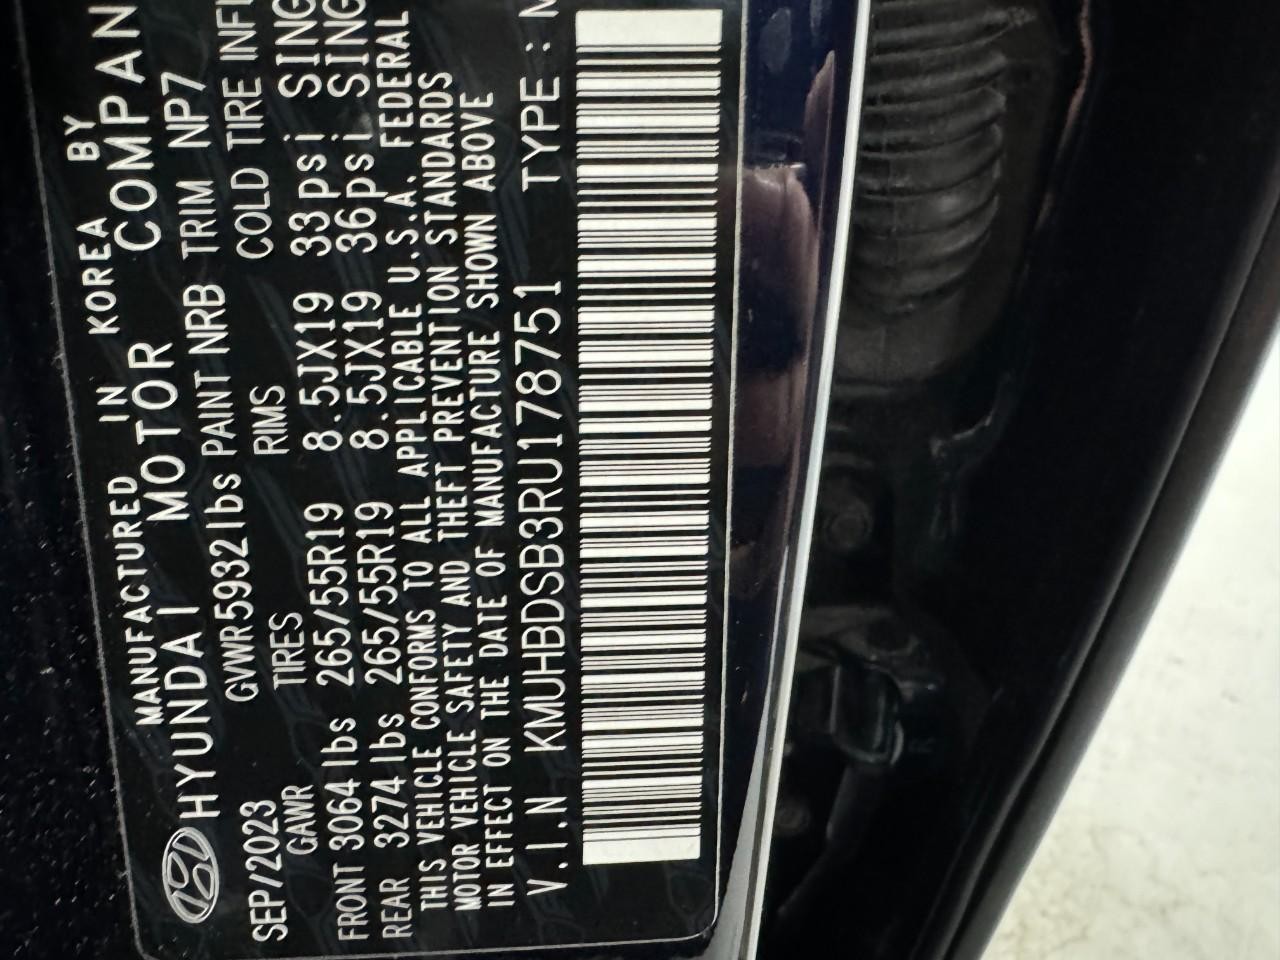 MANUFACTURED IN KOREA BY
HYUNDAI MOTOR COMPAN
SEP/2023 GVWR5932lbs PAINT NRB TRIM NP7
GAWR TIRES RIMS COLD TIRE INFL
FRONT 3064lbs 265/55R19 8.5JX19 33psi SING
REAR 3274lbs 265/55R19 8.5JX19 36psi SING
THIS VEHICLE CONFORMS TO ALL APPLICABLE U.S.A. FEDERAL
MOTOR VEHICLE SAFETY AND THEFT PREVENTION STANDARDS
IN EFFECT ON THE DATE OF MANUFACTURE SHOWN ABOVE
V.I.N KMUHBDSB3RU178751 TYPE : M